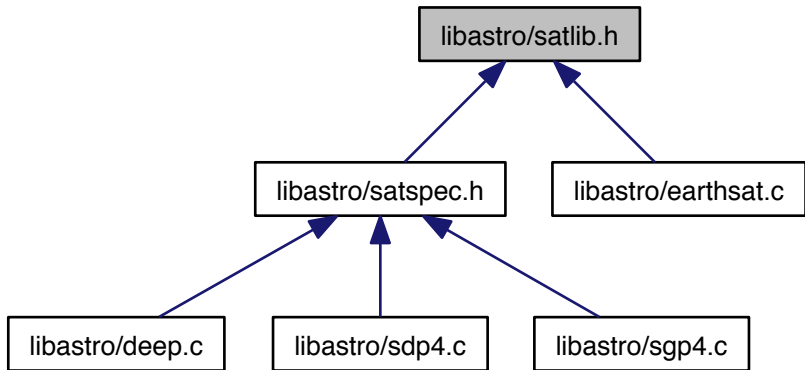 libastro/satlib.h
libastro/satspec.h
libastro/earthsat.c
libastro/deep.c
libastro/sdp4.c
libastro/sgp4.c